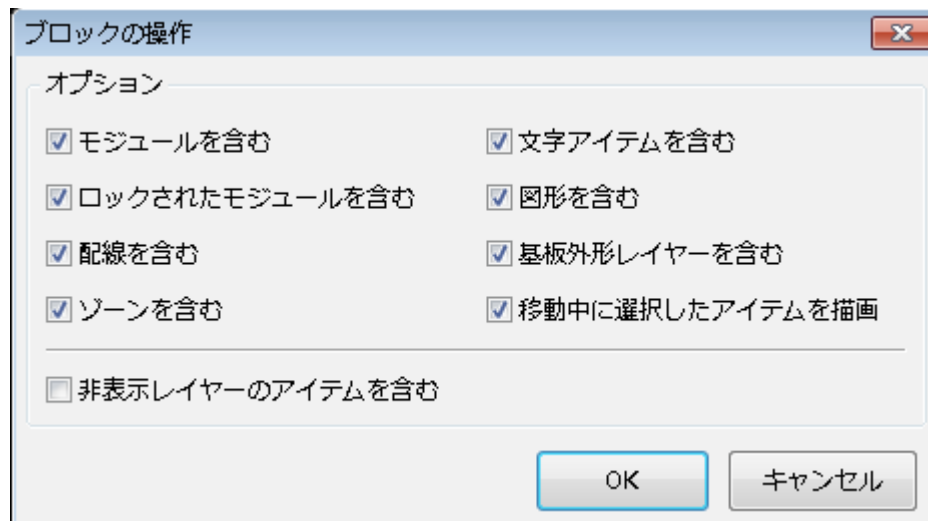 ブロックの操作
オプション
モジュールを含む
文字アイテムを含む
ロックされたモジュールを含む
図形を含む
配線を含む
基板外形レイヤーを含む
ゾーンを含む
移動中に選択したアイテムを描画
非表示レイヤーのアイテムを含む
OK
キャンセル